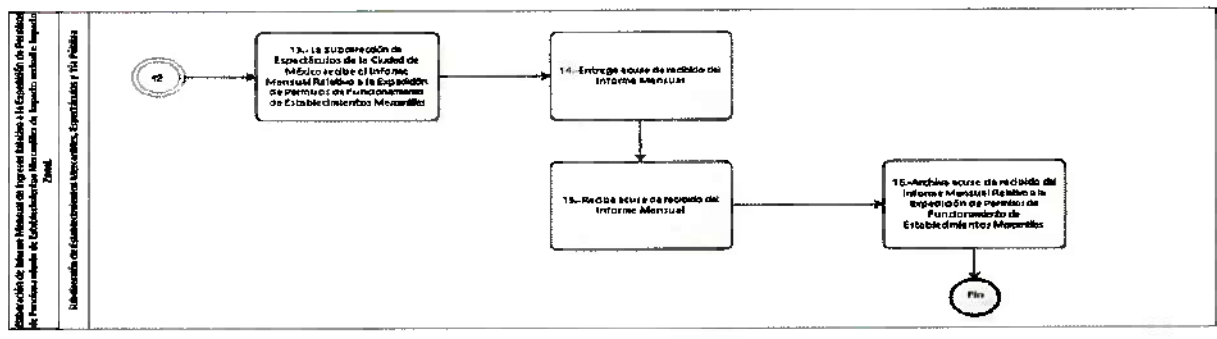 Elaboración de Informe Mensual de Ingresos Relativo a la Expedición de Permisos
de Funcionamiento de Establecimientos Mercantiles de Impacto Vecinal e Impacto
Zonal.
Subdirección de Establecimientos Mercantiles, Espectáculos y Vía Pública
e2
13.- La Subdirección de
Espectáculos de la Ciudad de
México recibe el Informe
Mensual Relativo a la Expedición
de Permisos de Funcionamiento
de Establecimientos Mercantiles
14.-Entrega acuse de recibido del
Informe Mensual
15.-Recibe acuse de recibido del
Informe Mensual
16.-Archiva acuse de recibido del
Informe Mensual Relativo a la
Expedición de Permisos de
Funcionamiento de
Establecimientos Mercantiles
Fin